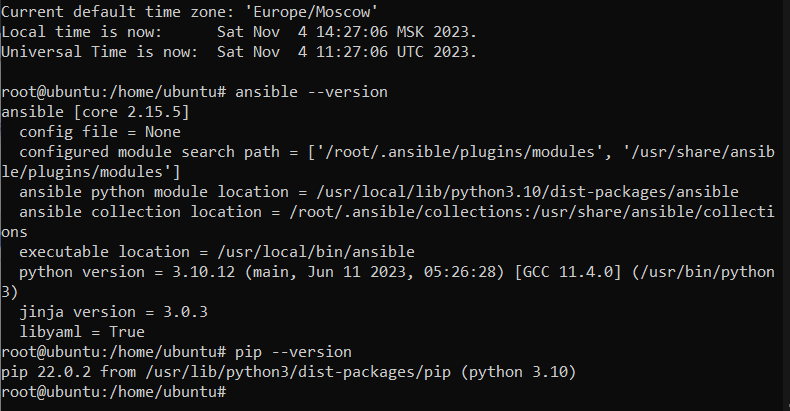 Current default time zone: 'Europe/Moscow'
Local time is now:      Sat Nov  4 14:27:06 MSK 2023.
Universal Time is now:  Sat Nov  4 11:27:06 UTC 2023.

root@ubuntu:/home/ubuntu# ansible --version
ansible [core 2.15.5]
  config file = None
  configured module search path = ['/root/.ansible/plugins/modules', '/usr/share/ansib
le/plugins/modules']
  ansible python module location = /usr/local/lib/python3.10/dist-packages/ansible
  ansible collection location = /root/.ansible/collections:/usr/share/ansible/collecti
ons
  executable location = /usr/local/bin/ansible
  python version = 3.10.12 (main, Jun 11 2023, 05:26:28) [GCC 11.4.0] (/usr/bin/python
3)
  jinja version = 3.0.3
  libyaml = True
root@ubuntu:/home/ubuntu# pip --version
pip 22.0.2 from /usr/lib/python3/dist-packages/pip (python 3.10)
root@ubuntu:/home/ubuntu#